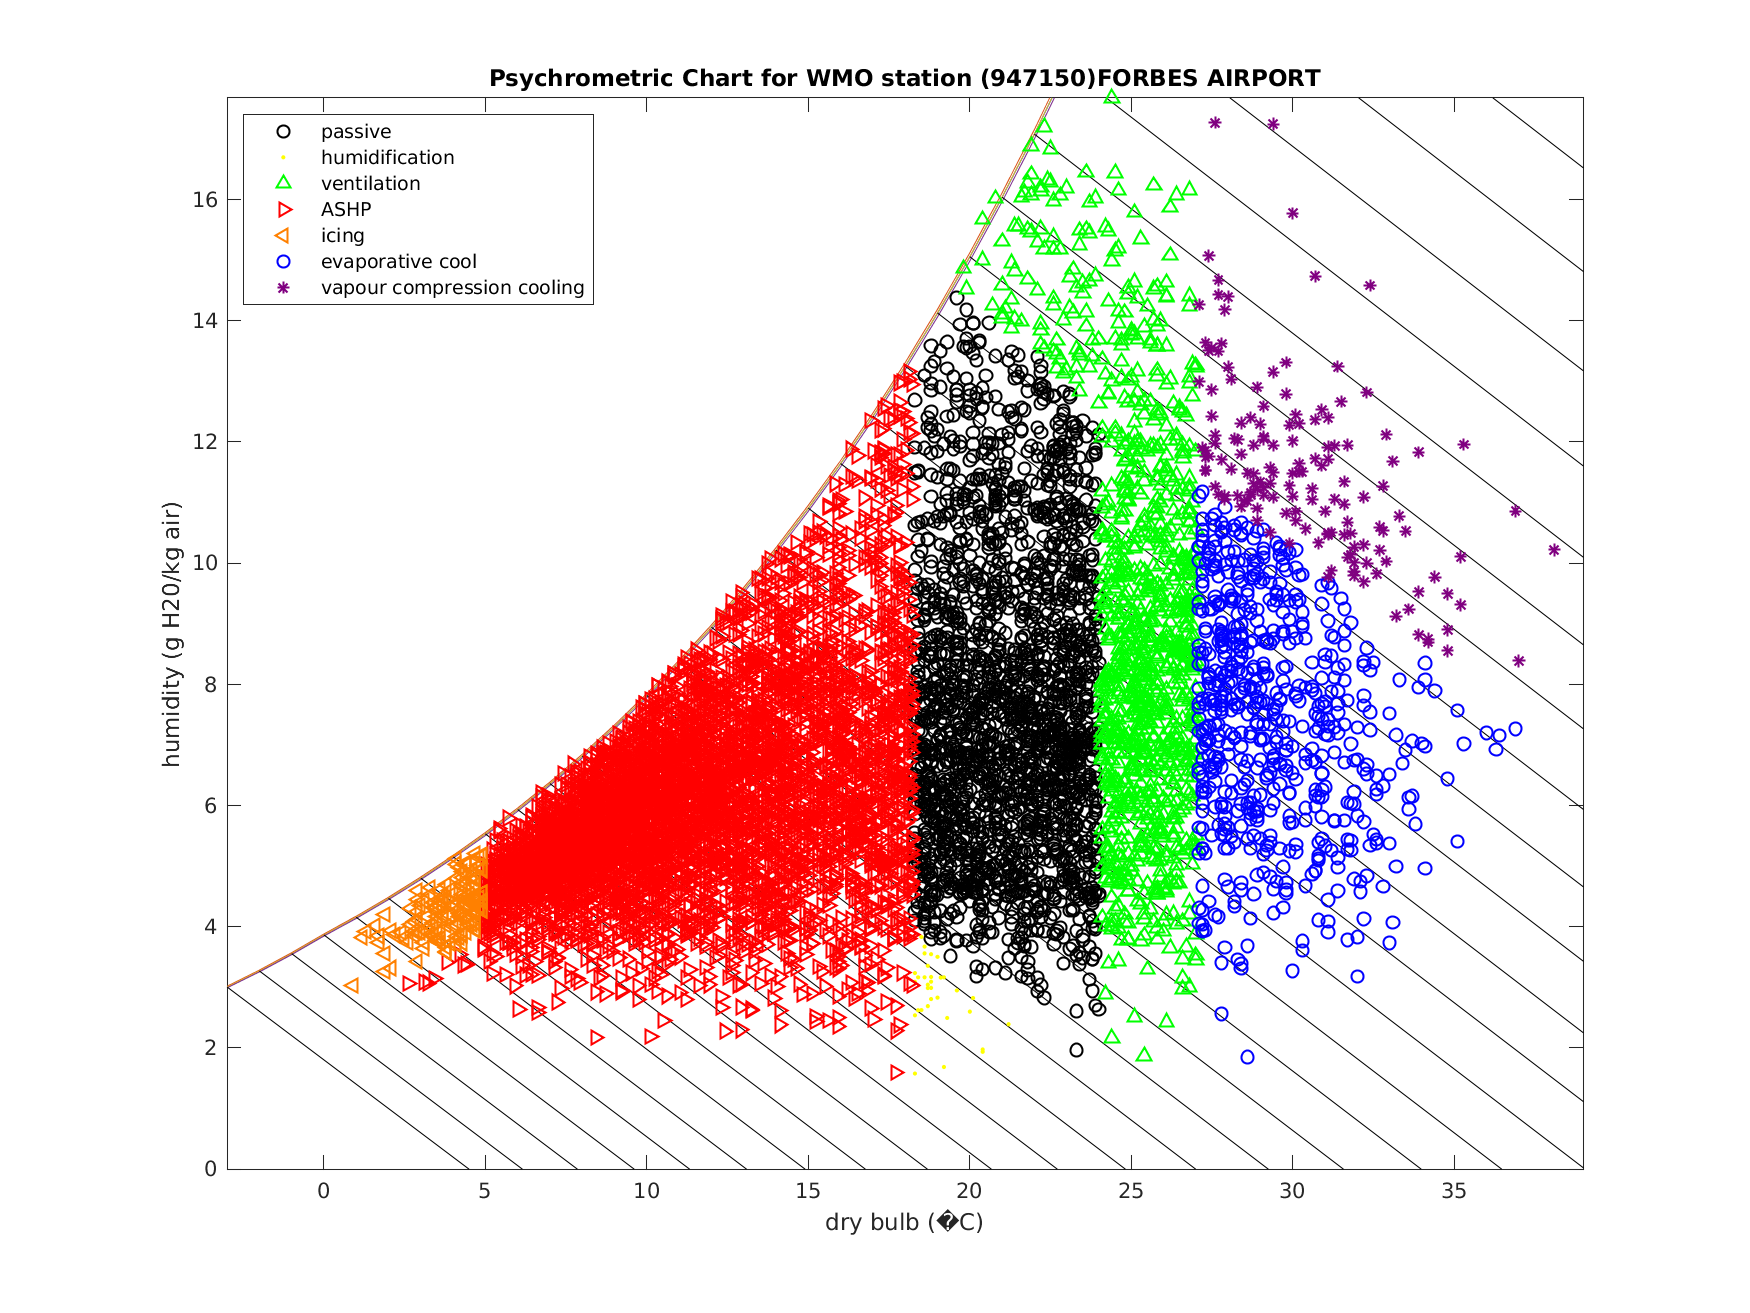 Psychrometric Chart for WMO station (947150)FORBES AIRPORT
passive
humidification
ventilation
ASHP
icing
evaporative cool
vapour compression cooling
humidity (g H20/kg air)
16
14
12
10
8
6
4
2
0
0 5 10 15 20 25 30 35
dry bulb (�C)